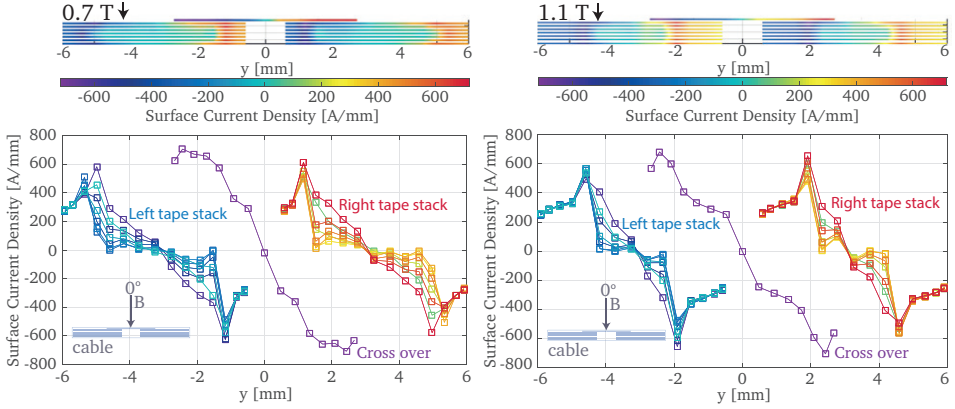 0.7 T
-6 -4 -2 0 2 4 6
y [mm]
-600 -400 -200 0 200 400 600
Surface Current Density [A/mm]
Surface Current Density [A/mm]
800
600
400
200
0
-200
-400
-600
-800
Left tape stack
Right tape stack
0°
B
cable
Cross over
-6 -4 -2 0 2 4 6
y [mm]
1.1 T
-6 -4 -2 0 2 4 6
y [mm]
-600 -400 -200 0 200 400 600
Surface Current Density [A/mm]
Surface Current Density [A/mm]
800
600
400
200
0
-200
-400
-600
-800
Left tape stack
Right tape stack
0°
B
cable
Cross over
-6 -4 -2 0 2 4 6
y [mm]